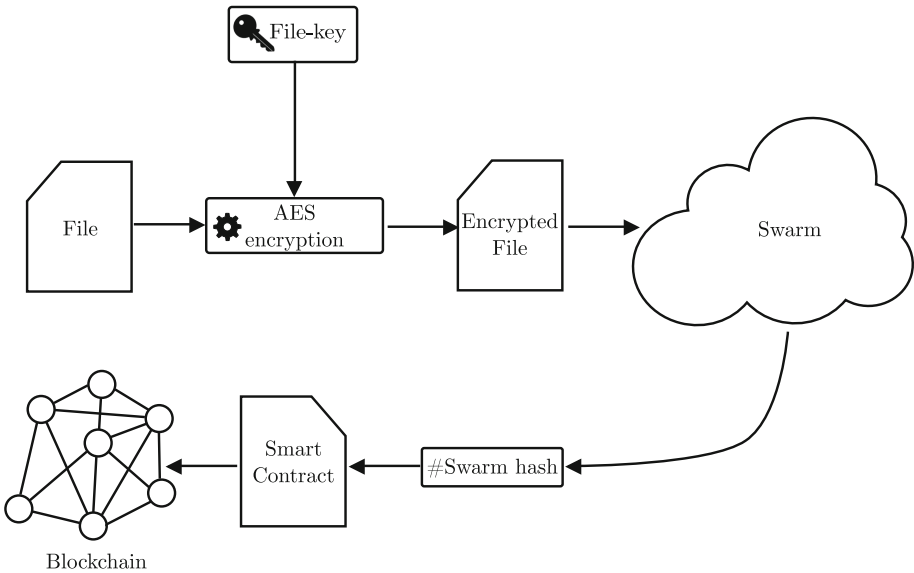 File-key
File
AES
encryption
Encrypted
File
Swarm
Smart
Contract
#Swarm hash
Blockchain